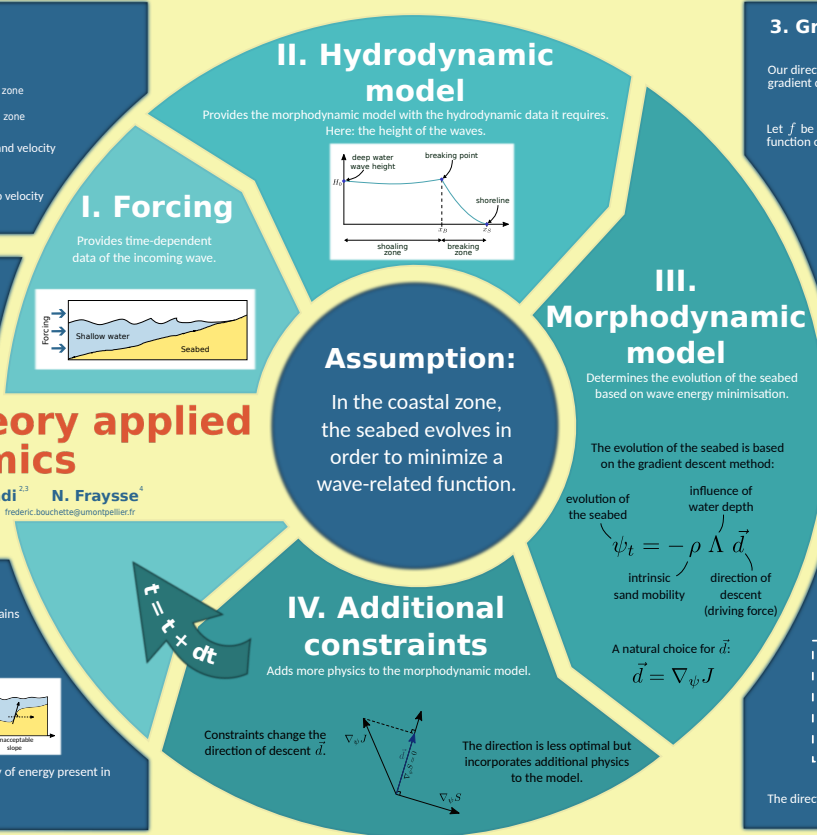 zone
zone
and velocity
velocity
II. Hydrodynamic
model
Provides the morphodynamic model with the hydrodynamic data it requires.
Here: the height of the waves.
deep water
wave height
breaking point
H₀
shoreline
x_B
x_S
shoaling
zone
breaking
zone
3. Gr
Our direc
gradient
Let f be
function
I. Forcing
Provides time-dependent
data of the incoming wave.
Forcing
Shallow water
Seabed
eory applied
mics
di 2,3 N. Fraysse 4
frederic.bouchette@umontpellier.fr
Assumption:
In the coastal zone,
the seabed evolves in
order to minimize a
wave-related function.
III.
Morphodynamic
model
Determines the evolution of the seabed
based on wave energy minimisation.
The evolution of the seabed is based
on the gradient descent method:
evolution of
the seabed
influence of
water depth
ψ_t = − ρ Λ d⃗
intrinsic
sand mobility
direction of
descent
(driving force)
A natural choice for d⃗:
d⃗ = ∇_ψ J
t = t + dt
IV. Additional
constraints
Adds more physics to the morphodynamic model.
Constraints change the
direction of descent d⃗.
∇_ψ J
∇_ψ S
The direction is less optimal but
incorporates additional physics
to the model.
ains
slope
of energy present in
The direc